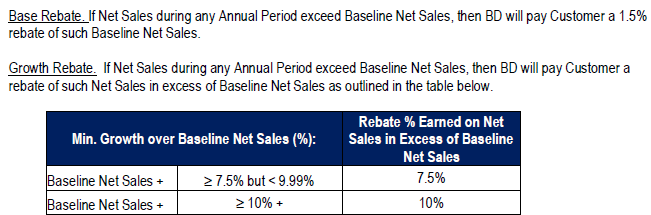 Base Rebate. If Net Sales during any Annual Period exceed Baseline Net Sales, then BD will pay Customer a 1.5%
rebate of such Baseline Net Sales.
Growth Rebate. If Net Sales during any Annual Period exceed Baseline Net Sales, then BD will pay Customer a
rebate of such Net Sales in excess of Baseline Net Sales as outlined in the table below.
Min. Growth over Baseline Net Sales (%):
Rebate % Earned on Net
Sales in Excess of Baseline
Net Sales
Baseline Net Sales + ≥ 7.5% but < 9.99% 7.5%
Baseline Net Sales + ≥ 10% + 10%